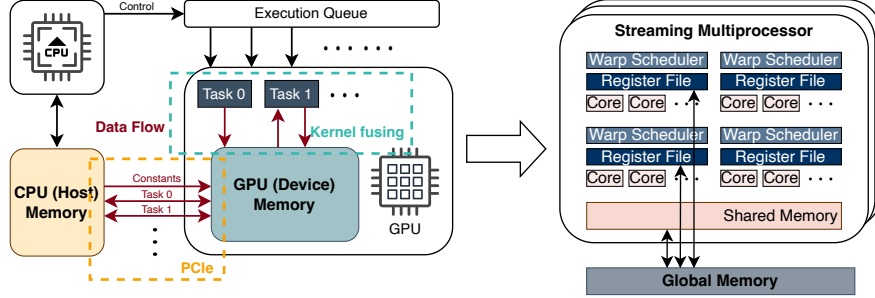 Control
Execution Queue
CPU
Task 0
Task 1
Data Flow
Kernel fusing
CPU (Host)
Memory
Constants
Task 0
Task 1
GPU (Device)
Memory
GPU
PCIe
Streaming Multiprocessor
Warp Scheduler
Warp Scheduler
Register File
Register File
Core
Core
Core
Core
Warp Scheduler
Warp Scheduler
Register File
Register File
Core
Core
Core
Core
Shared Memory
Global Memory